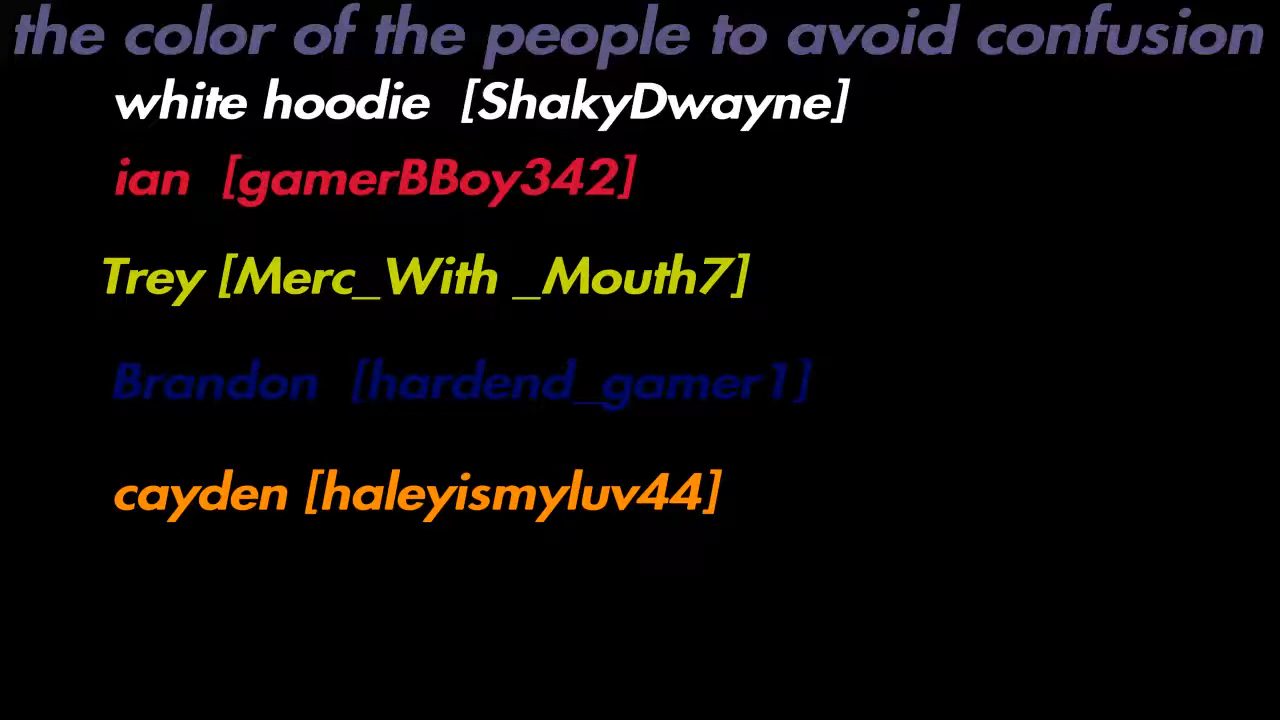 the color of the people to avoid confusion
white hoodie [ShakyDwayne]
ian [gamerBBoy342]
Trey [Merc_With _Mouth7]
Brandon [hardend_gamer1]
cayden [haleyismyluv44]